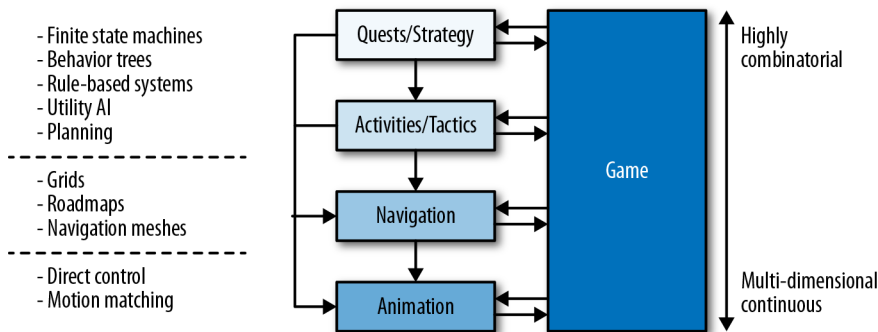 - Finite state machines
- Behavior trees
- Rule-based systems
- Utility AI
- Planning
- Grids
- Roadmaps
- Navigation meshes
- Direct control
- Motion matching
Quests/Strategy
Activities/Tactics
Navigation
Animation
Game
Highly
combinatorial
Multi-dimensional
continuous